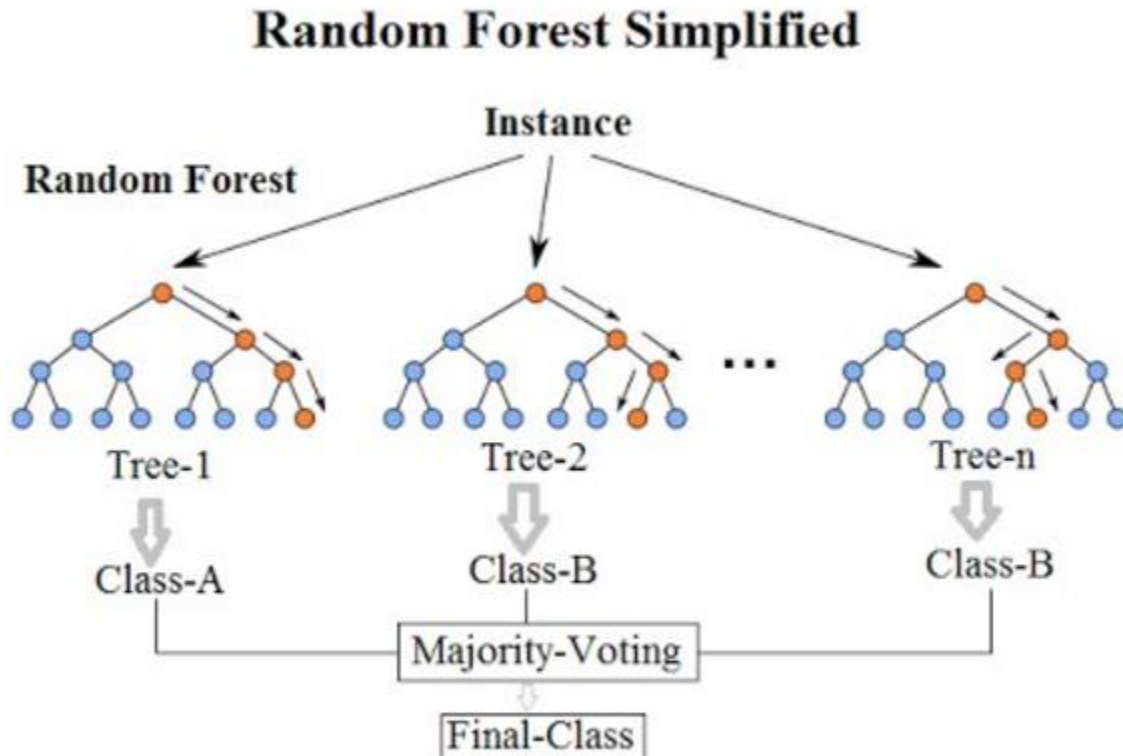 Random Forest Simplified
Instance
Random Forest
...
Tree-1
Tree-2
Tree-n
Class-A
Class-B
Class-B
Majority-Voting
Final-Class